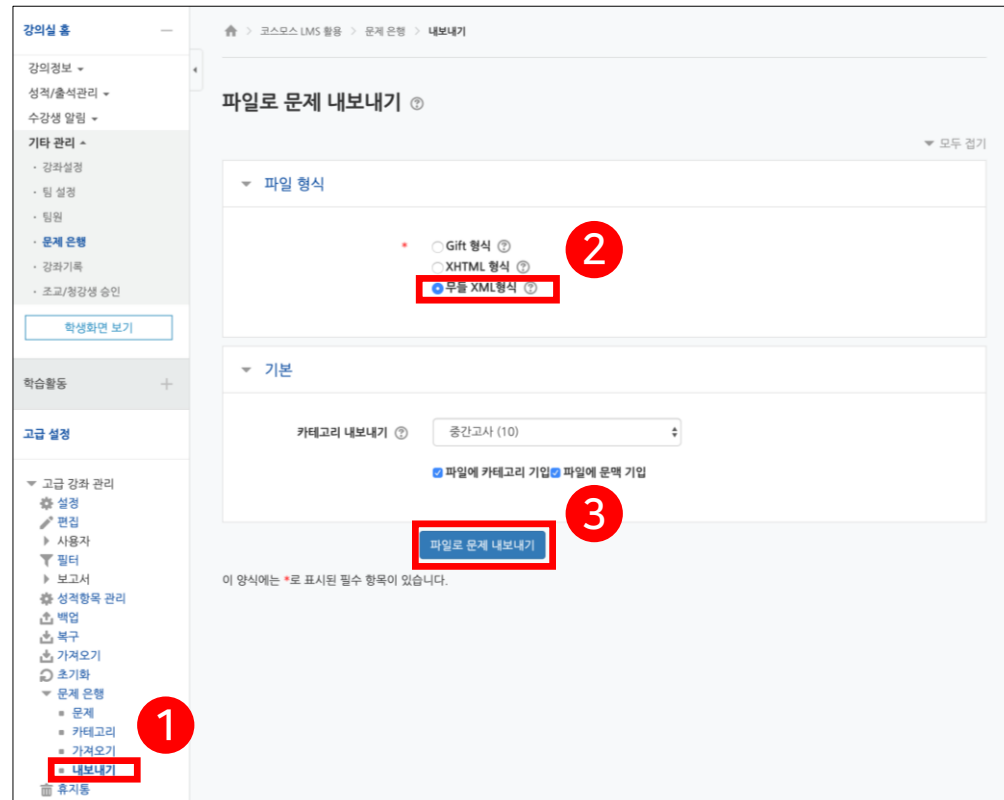 강의실 홈
강의정보
성적/출석관리
수강생 알림
기타 관리
· 강좌설정
· 팀 설정
· 팀원
· 문제 은행
· 강좌기록
· 조교/청강생 승인
학생화면 보기
학습활동
고급 설정
고급 강좌 관리
설정
편집
사용자
필터
보고서
성적항목 관리
백업
복구
가져오기
초기화
문제 은행
문제
카테고리
1
가져오기
내보내기
휴지통
> 코스모스 LMS 활용 > 문제 은행 > 내보내기
파일로 문제 내보내기
모두 접기
파일 형식
* Gift 형식
XHTML 형식
2
무들 XML형식
기본
카테고리 내보내기 중간고사 (10)
파일에 카테고리 기입 파일에 문맥 기입
3
파일로 문제 내보내기
이 양식에는 *로 표시된 필수 항목이 있습니다.